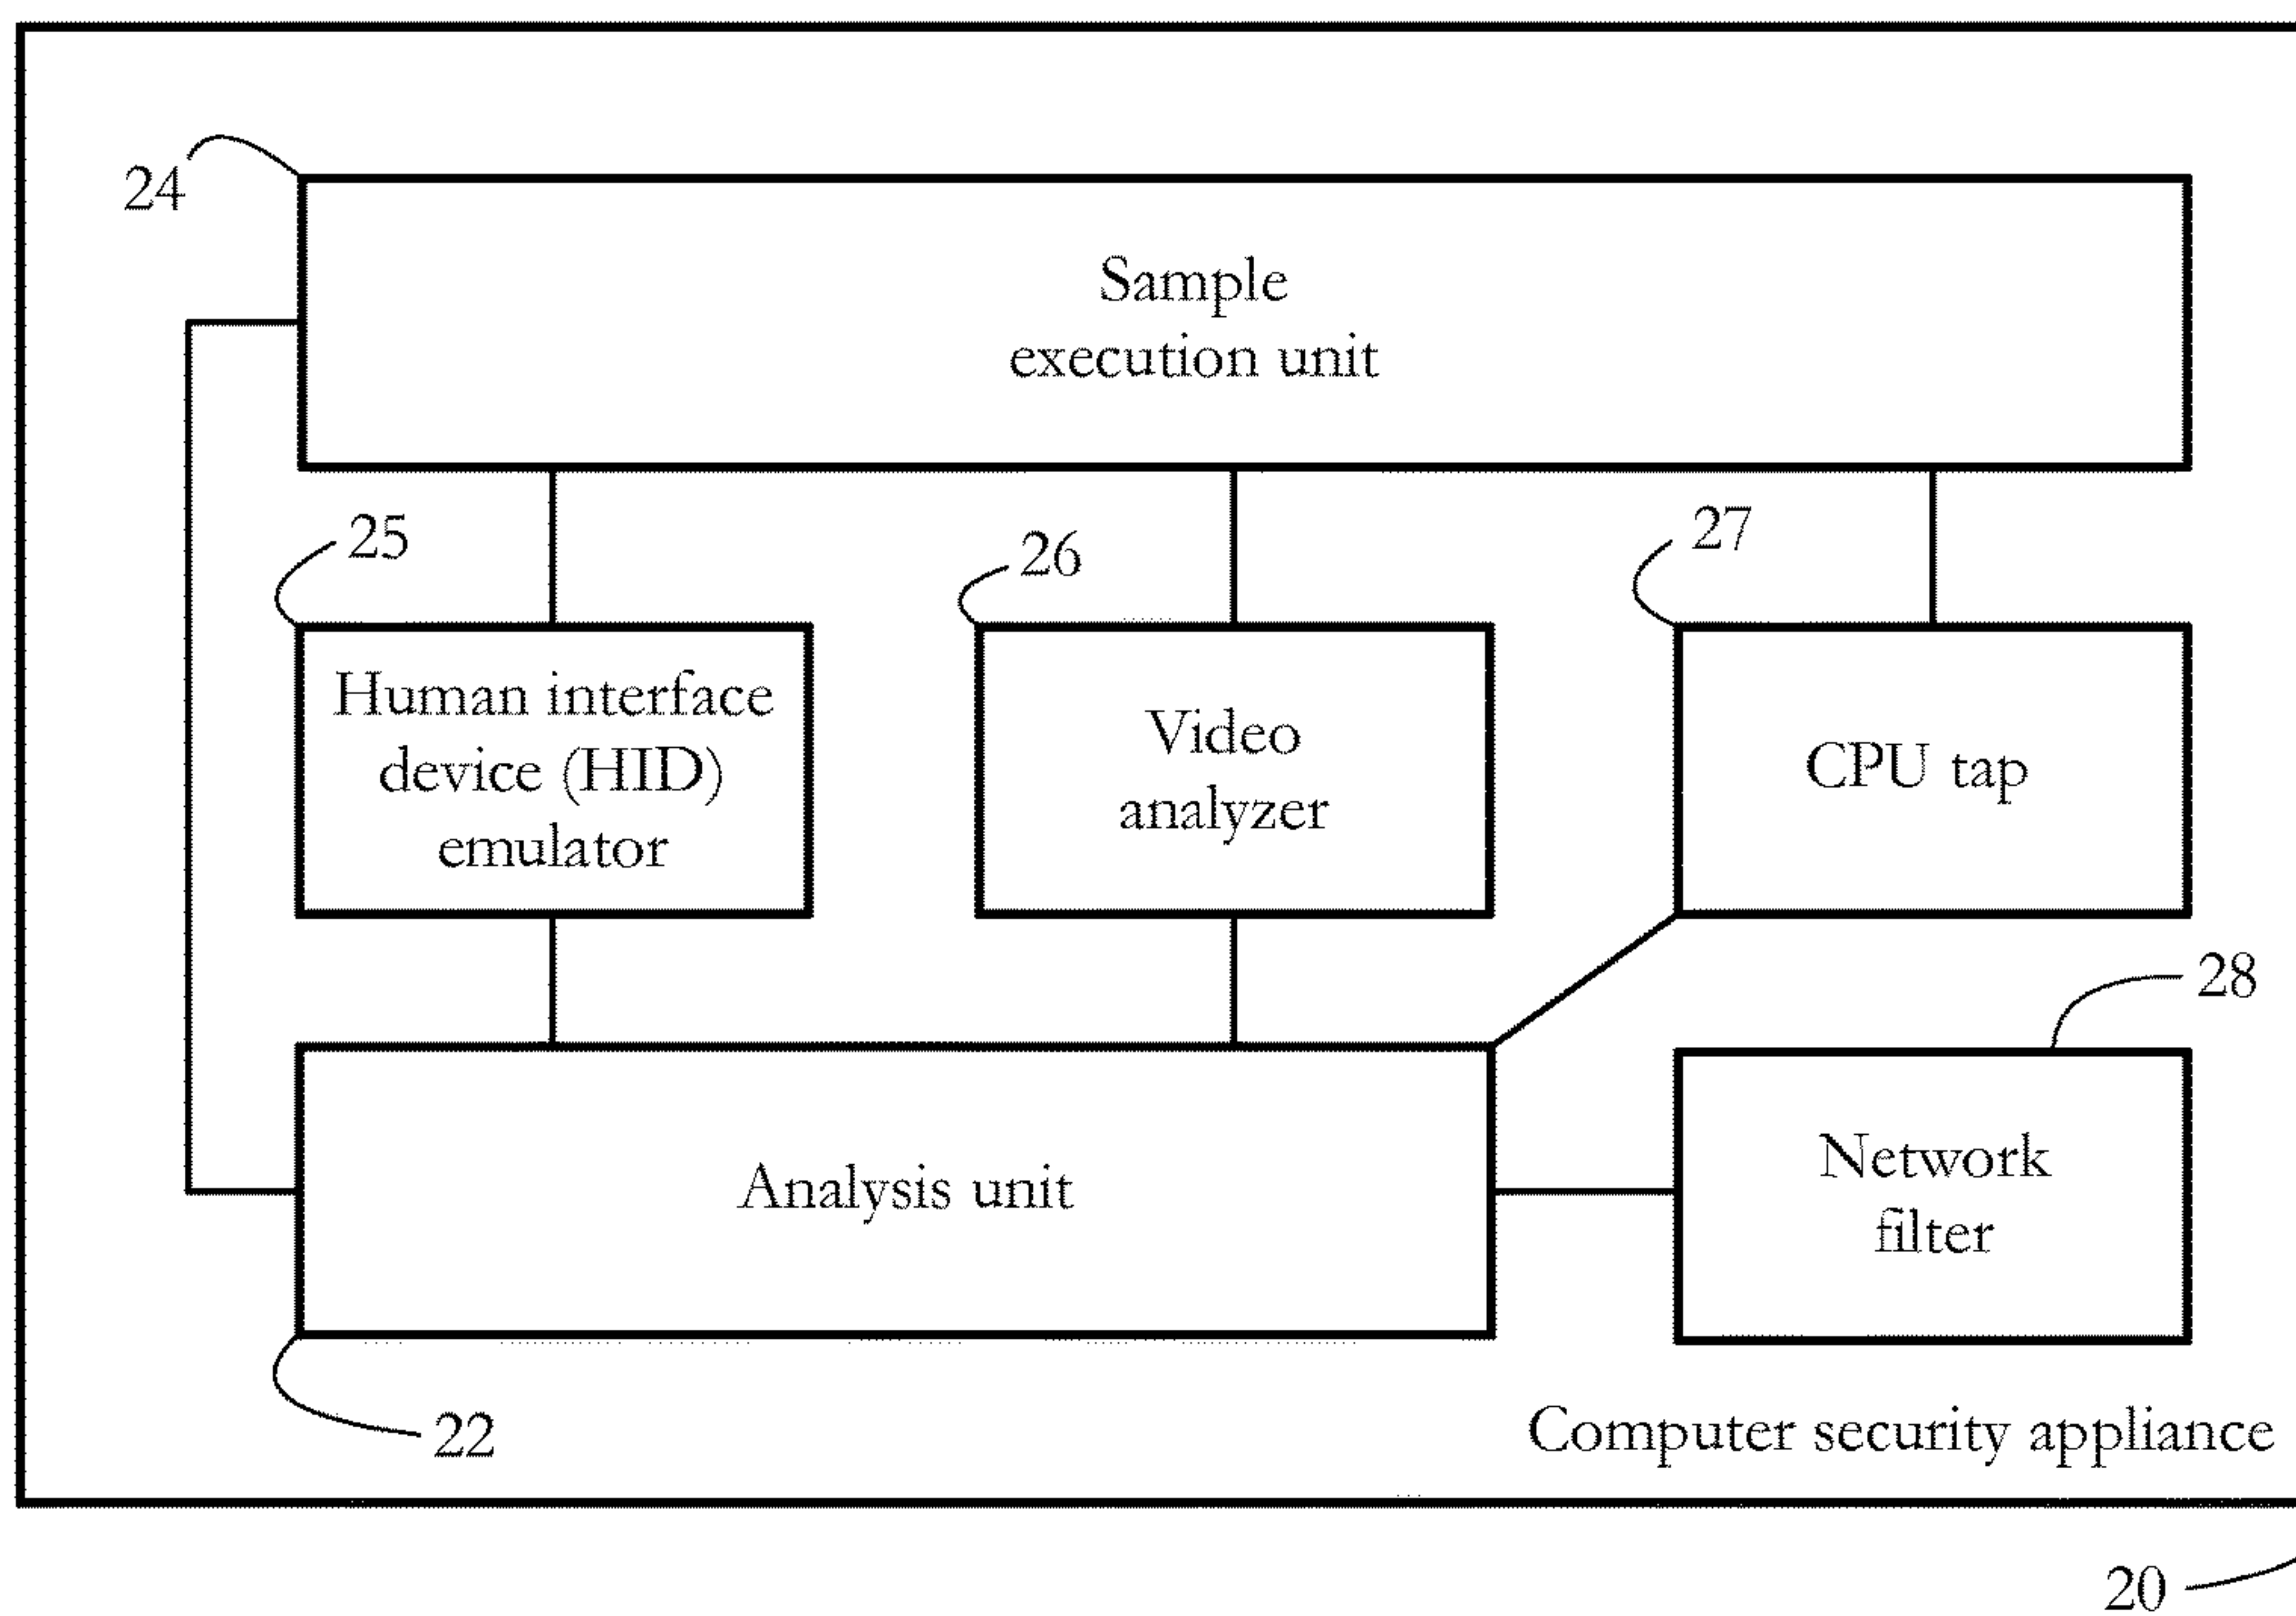 24
Sample
execution unit
25
26
27
Human interface
device (HID)
emulator
Video
analyzer
CPU tap
28
Analysis unit
Network
filter
22
Computer security appliance
20